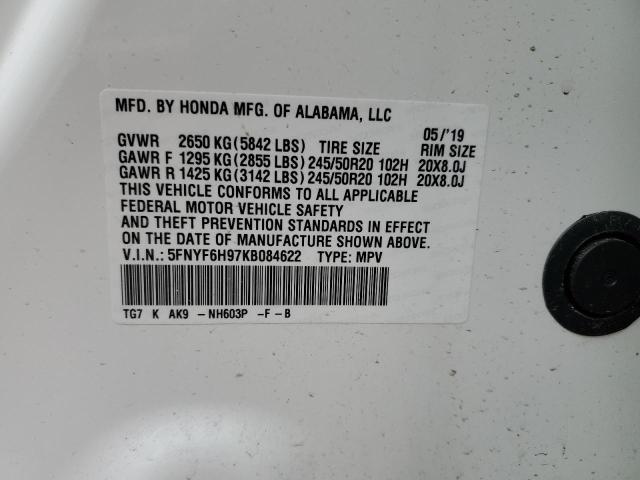 MFD. BY HONDA MFG. OF ALABAMA, LLC
05/'19
GVWR 2650 KG (5842 LBS) TIRE SIZE RIM SIZE
GAWR F 1295 KG (2855 LBS) 245/50R20 102H 20X8.0J
GAWR R 1425 KG (3142 LBS) 245/50R20 102H 20X8.0J
THIS VEHICLE CONFORMS TO ALL APPLICABLE
FEDERAL MOTOR VEHICLE SAFETY
AND THEFT PREVENTION STANDARDS IN EFFECT
ON THE DATE OF MANUFACTURE SHOWN ABOVE.
V.I.N.: 5FNYF6H97KB084622 TYPE: MPV
TG7 K AK9 - NH603P - F - B